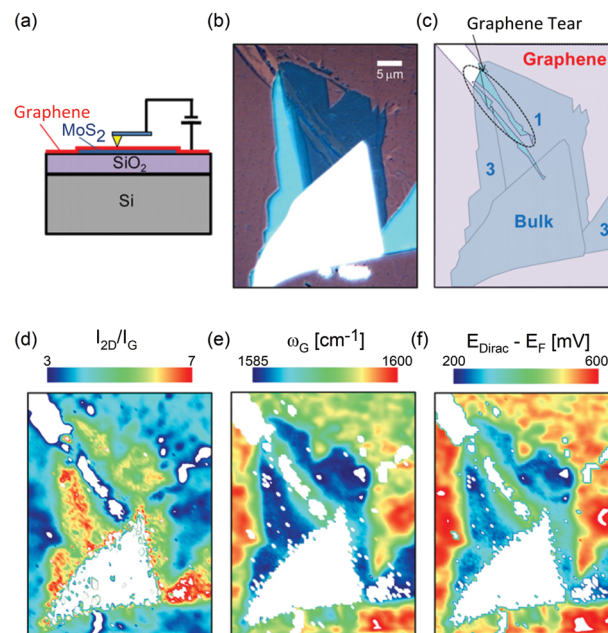 (a)
Graphene
MoS₂
SiO₂
Si
(b)
5 μm
(c)
Graphene Tear
Graphene
1
3
Bulk
3
(d)
I₂D/IG
3
7
(e)
ωG [cm⁻¹]
1585
1600
(f)
EDirac - EF [mV]
200
600